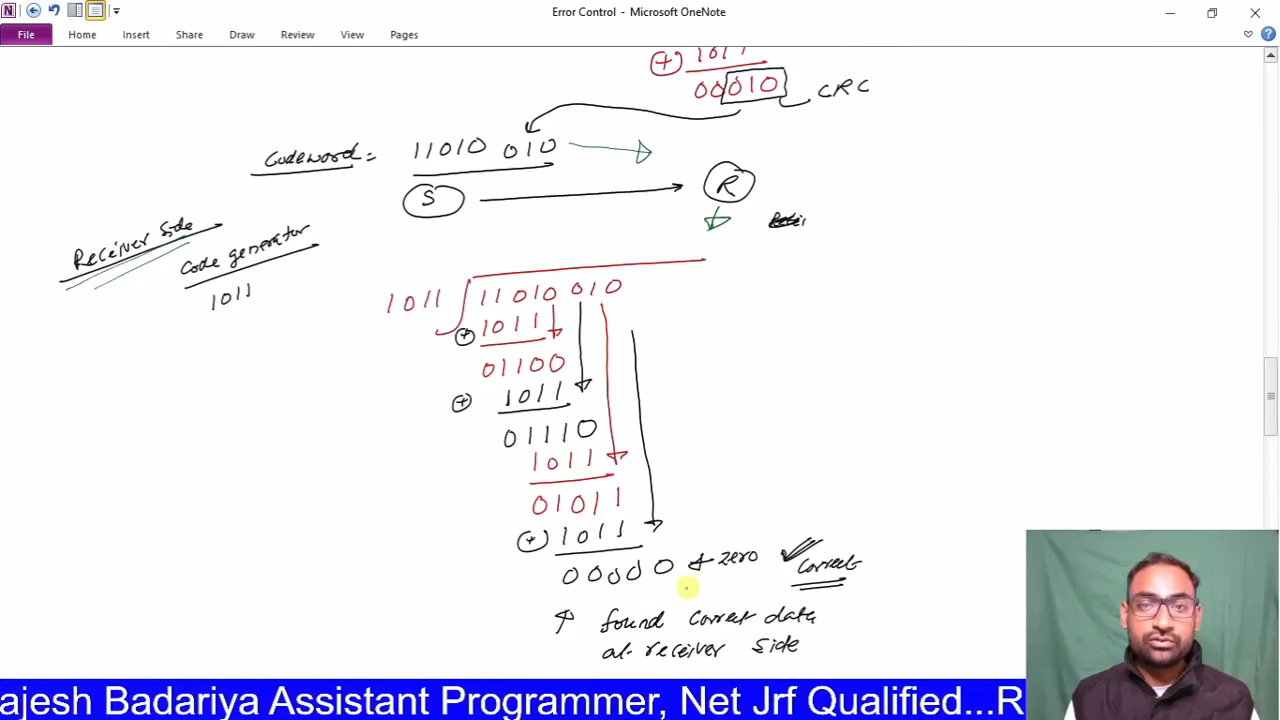 Error Control - Microsoft OneNote
File Home Insert Share Draw Review View Pages
+ 1011
00010 CRC
Codeword = 11010 010
S R
Receiver Side
Code generator
1011
1011 11010010
+ 1011
01100
+ 1011
01110
1011
01011
+ 1011
00000 ← zero ✓ Correct
↑ found correct data
at receiver side
ajesh Badariya Assistant Programmer, Net Jrf Qualified...R